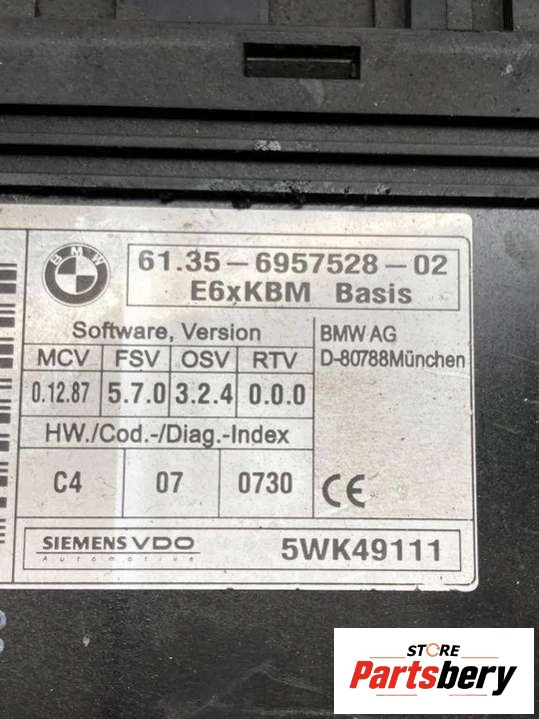 BMW
61.35-6957528-02
E6xKBM Basis
Software, Version
MCV FSV OSV RTV
0.12.87 5.7.0 3.2.4 0.0.0
HW./Cod.-/Diag.-Index
C4 07 0730
BMW AG
D-80788München
CE
SIEMENS VDO
Automotive
5WK49111
STORE
Partsbery